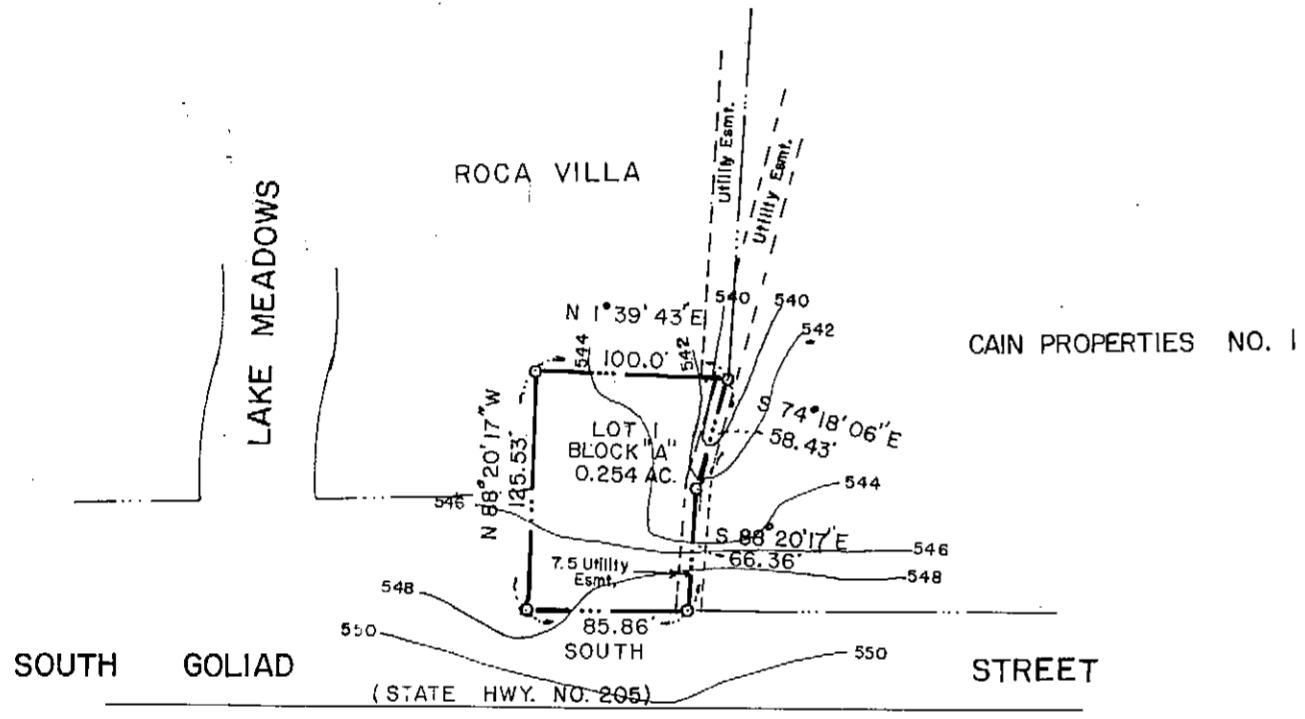 Utility Esmt.
Utility Esmt.
ROCA VILLA
LAKE MEADOWS
N 1°39'43"E
544
100.0'
542
540
540
542
CAIN PROPERTIES NO. 1
S 74°18'06"E
58.43'
LOT 1
BLOCK "A"
0.254 AC.
N 88°20'17"W
125.53'
544
546
S 88°20'17"E
66.36'
546
7.5 Utility
Esmt.
548
548
85.86'
550
SOUTH
550
SOUTH GOLIAD STREET
(STATE HWY. NO. 205)